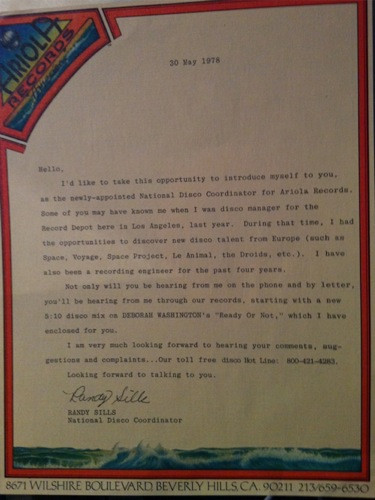 ARIOLA
RECORDS
30 May 1978
Hello,
I'd like to take this opportunity to introduce myself to you,
as the newly-appointed National Disco Coordinator for Ariola Records.
Some of you may have known me when I was disco manager for the
Record Depot here in Los Angeles, last year. During that time, I had
the opportunities to discover new disco talent from Europe (such as
Space, Voyage, Space Project, Le Animal, the Droids, etc.). I have
also been a recording engineer for the past four years.
Not only will you be hearing from me on the phone and by letter,
you'll be hearing from me through our records, starting with a new
8:10 disco mix on DEBORAH WASHINGTON's "Ready Or Not," which I have
enclosed for you.
I am very much looking forward to hearing your comments, sug-
gestions and complaints...Our toll free disco Hot Line: 800-421-4283.
Looking forward to talking to you.
Randy Sills
RANDY SILLS
National Disco Coordinator
8671 WILSHIRE BOULEVARD, BEVERLY HILLS, CA. 90211 213/659-6530